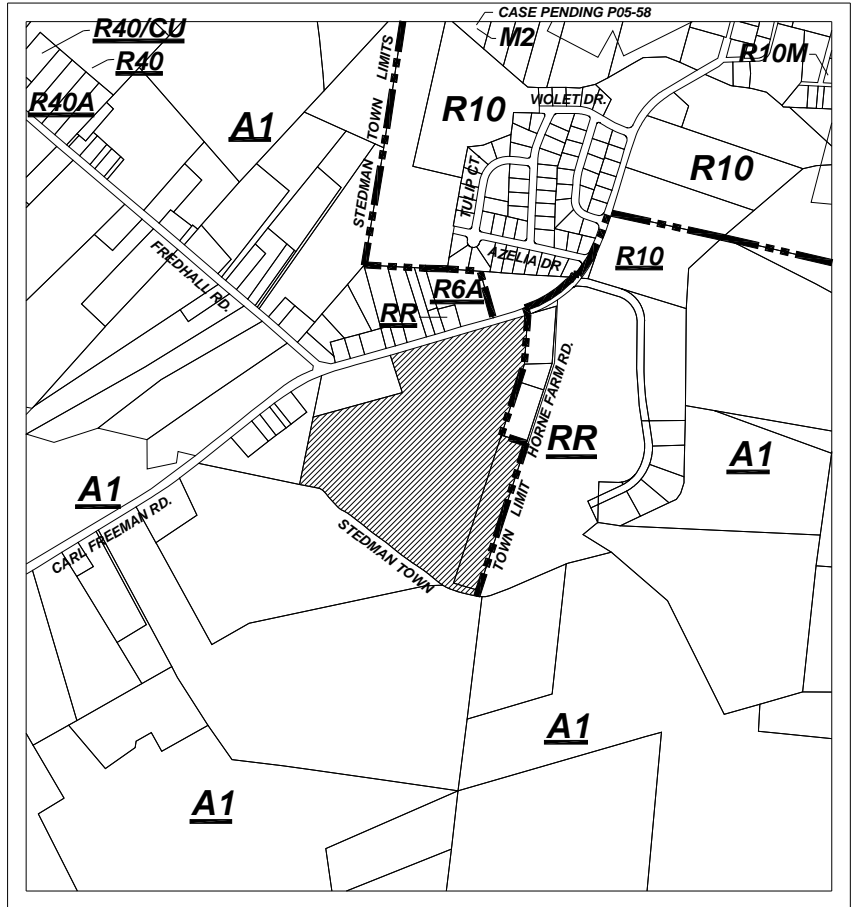 CASE PENDING P05-58
R40/CU
M2
R10M
R40
R40A
A1
R10
VIOLET DR.
STEDMAN TOWN LIMITS
TULIP CT
R10
FREDHALL RD.
AZELIA DR
R10
R6A
RR
HORNE FARM RD.
RR
A1
A1
CARL FREEMAN RD.
STEDMAN TOWN
TOWN LIMIT
A1
A1